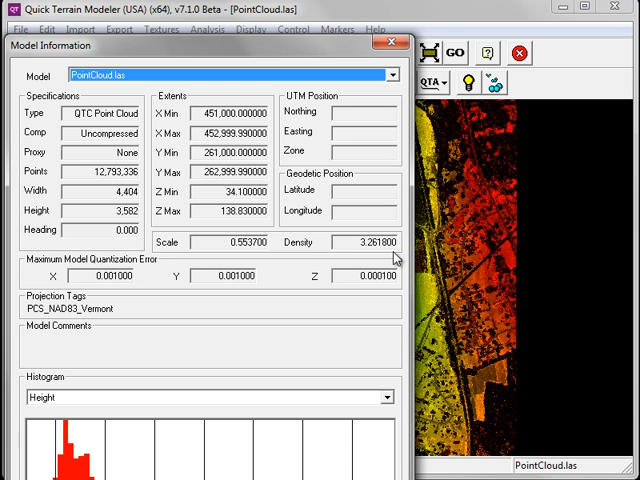 Quick Terrain Modeler (USA) (x64), v7.1.0 Beta - [PointCloud.las]
File Edit Import Export Textures Analysis Display Control Markers Help
Model Information
GO
Model PointCloud.las
QTA
Specifications
Type QTC Point Cloud
Comp Uncompressed
Proxy None
Points 12,793,336
Width 4,404
Height 3,582
Heading 0.000
Extents
X Min 451,000.000000
X Max 452,999.990000
Y Min 261,000.000000
Y Max 262,999.990000
Z Min 34.100000
Z Max 138.830000
UTM Position
Northing
Easting
Zone
Geodetic Position
Latitude
Longitude
Scale 0.553700 Density 3.261800
Maximum Model Quantization Error
X 0.001000 Y 0.001000 Z 0.000100
Projection Tags
PCS_NAD83_Vermont
Model Comments
Histogram
Height
PointCloud.las